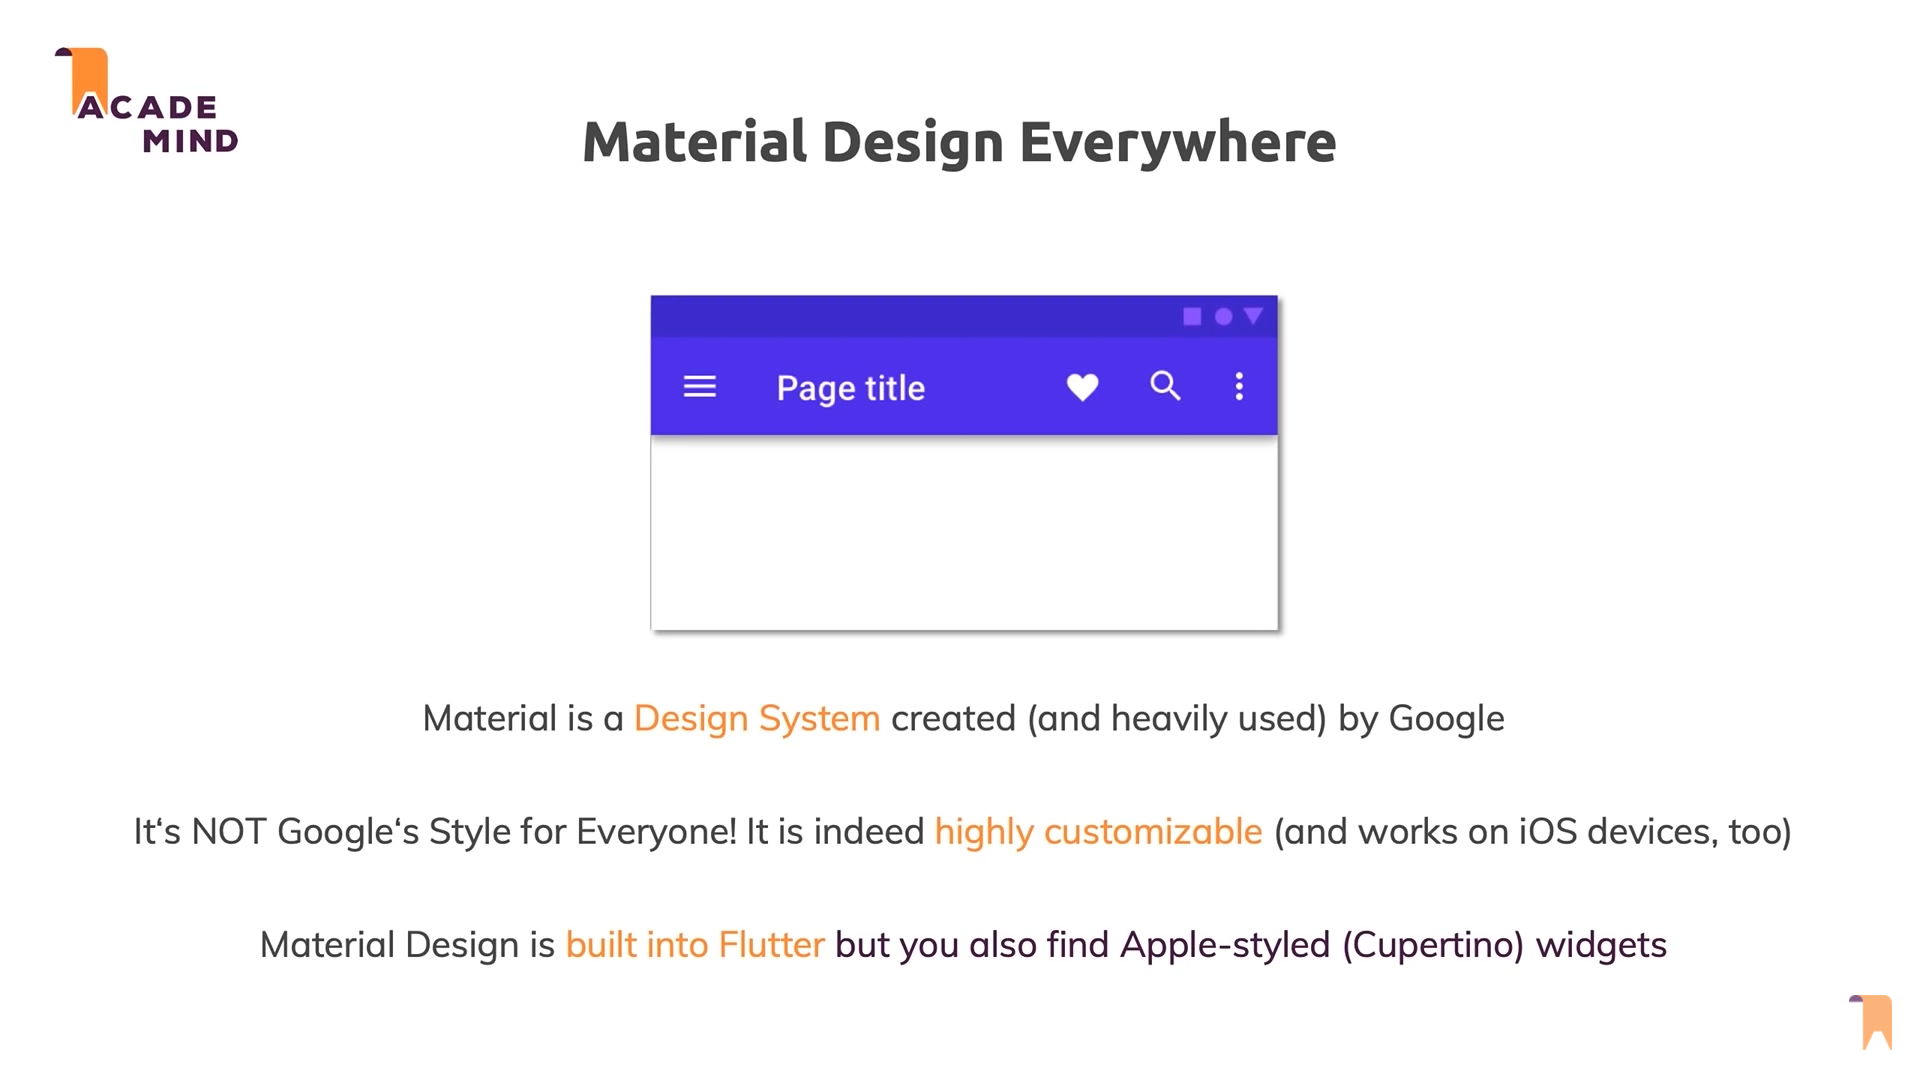 ACADE
MIND
Material Design Everywhere
Page title
Material is a Design System created (and heavily used) by Google
It‘s NOT Google‘s Style for Everyone! It is indeed highly customizable (and works on iOS devices, too)
Material Design is built into Flutter but you also find Apple-styled (Cupertino) widgets